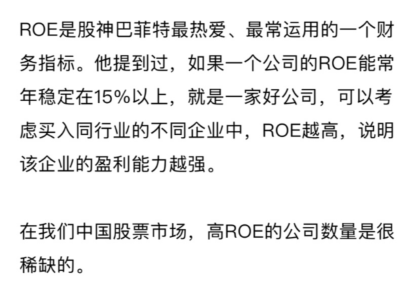 ROE是股神巴菲特最热爱、最常运用的一个财
务指标。他提到过，如果一个公司的ROE能常
年稳定在15%以上，就是一家好公司，可以考
虑买入同行业的不同企业中，ROE越高，说明
该企业的盈利能力越强。
在我们中国股票市场，高ROE的公司数量是很
稀缺的。